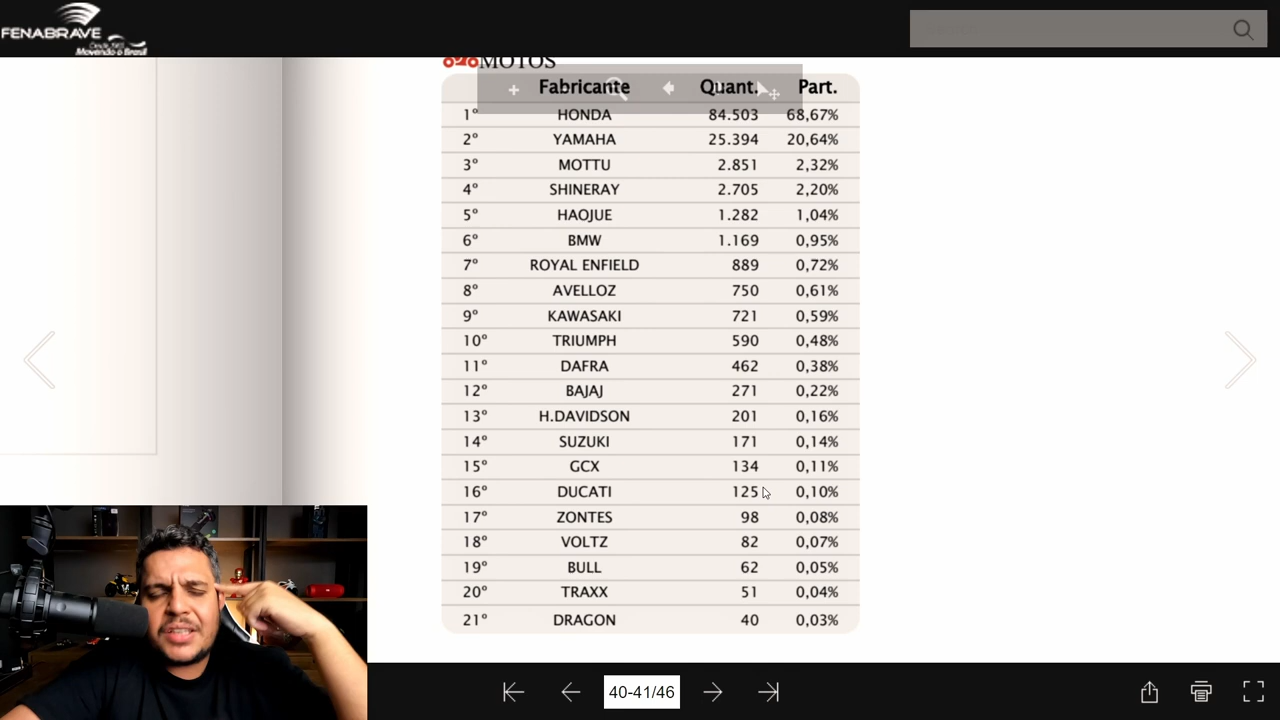 FENABRAVE
Desde 1965
Movendo o Brasil
MOTOS
Fabricante Quant. Part.
1º HONDA 84.503 68,67%
2º YAMAHA 25.394 20,64%
3º MOTTU 2.851 2,32%
4º SHINERAY 2.705 2,20%
5º HAOJUE 1.282 1,04%
6º BMW 1.169 0,95%
7º ROYAL ENFIELD 889 0,72%
8º AVELLOZ 750 0,61%
9º KAWASAKI 721 0,59%
10º TRIUMPH 590 0,48%
11º DAFRA 462 0,38%
12º BAJAJ 271 0,22%
13º H.DAVIDSON 201 0,16%
14º SUZUKI 171 0,14%
15º GCX 134 0,11%
16º DUCATI 125 0,10%
17º ZONTES 98 0,08%
18º VOLTZ 82 0,07%
19º BULL 62 0,05%
20º TRAXX 51 0,04%
21º DRAGON 40 0,03%
40-41/46